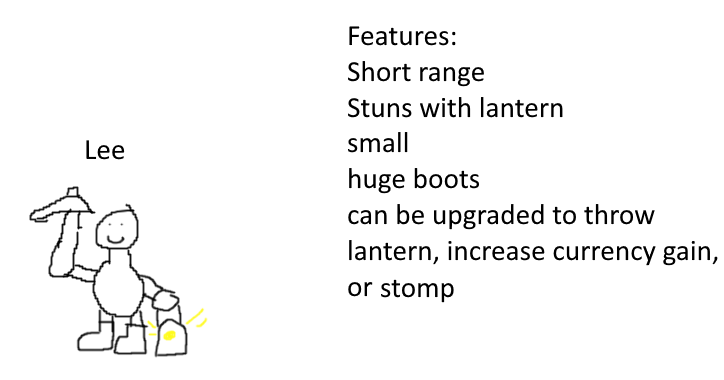 Features:
Short range
Stuns with lantern
small
huge boots
can be upgraded to throw
lantern, increase currency gain,
or stomp
Lee